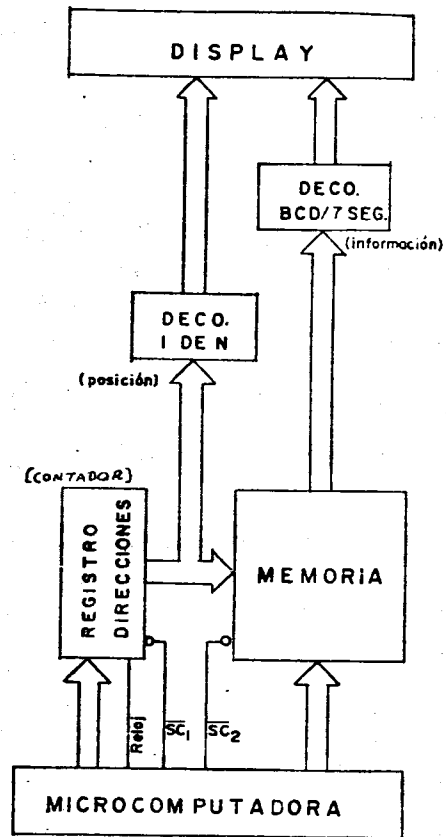 DISPLAY
DECO.
BCD/7 SEG.
(información)
DECO.
1 DE N
(posición)
[CONTADOR]
REGISTRO
DIRECCIONES
MEMORIA
Reloj
SC1
SC2
MICROCOMPUTADORA